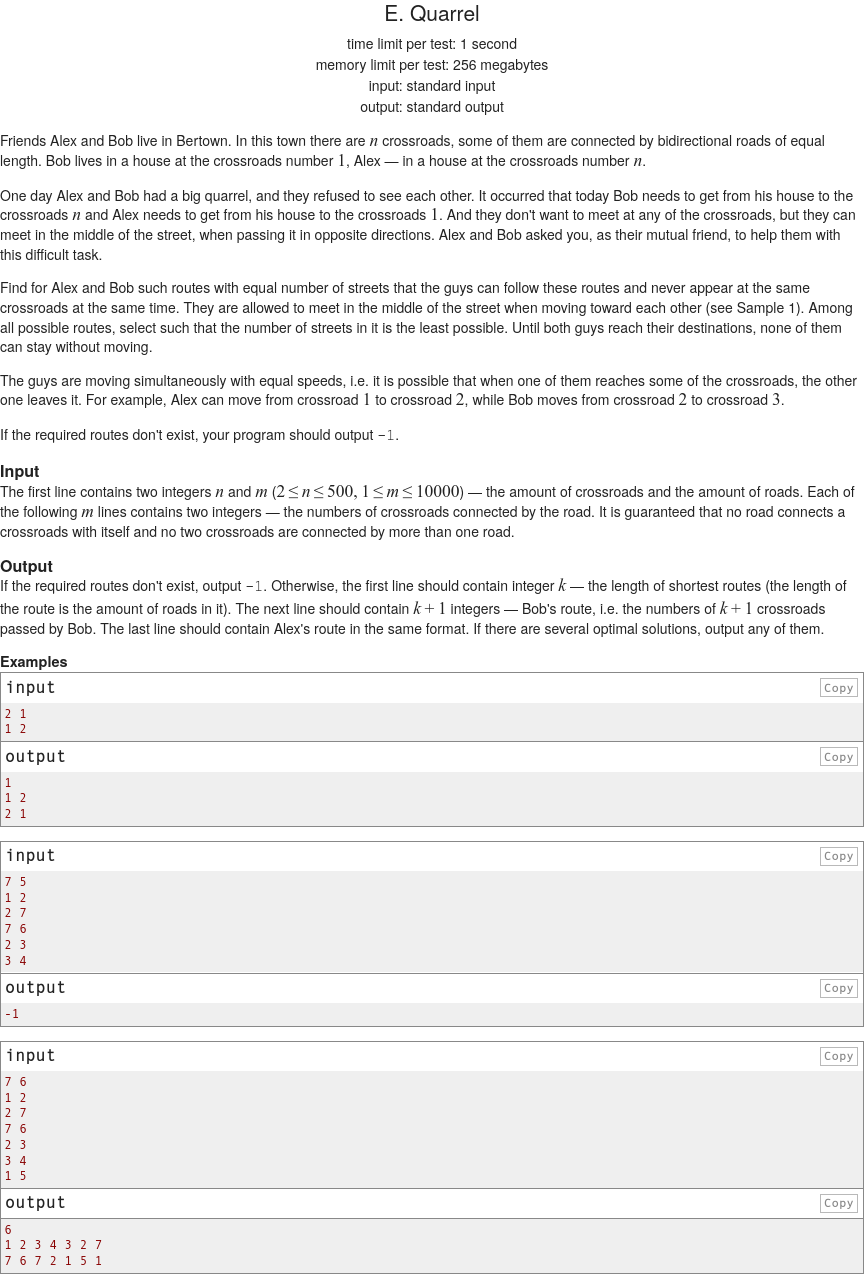 E. Quarrel
time limit per test: 1 second
memory limit per test: 256 megabytes
input: standard input
output: standard output
Friends Alex and Bob live in Bertown. In this town there are n crossroads, some of them are connected by bidirectional roads of equal
length. Bob lives in a house at the crossroads number 1, Alex — in a house at the crossroads number n.
One day Alex and Bob had a big quarrel, and they refused to see each other. It occurred that today Bob needs to get from his house to the
crossroads n and Alex needs to get from his house to the crossroads 1. And they don't want to meet at any of the crossroads, but they can
meet in the middle of the street, when passing it in opposite directions. Alex and Bob asked you, as their mutual friend, to help them with
this difficult task.
Find for Alex and Bob such routes with equal number of streets that the guys can follow these routes and never appear at the same
crossroads at the same time. They are allowed to meet in the middle of the street when moving toward each other (see Sample 1). Among
all possible routes, select such that the number of streets in it is the least possible. Until both guys reach their destinations, none of them
can stay without moving.
The guys are moving simultaneously with equal speeds, i.e. it is possible that when one of them reaches some of the crossroads, the other
one leaves it. For example, Alex can move from crossroad 1 to crossroad 2, while Bob moves from crossroad 2 to crossroad 3.
If the required routes don't exist, your program should output -1.
Input
The first line contains two integers n and m (2 ≤ n ≤ 500, 1 ≤ m ≤ 10000) — the amount of crossroads and the amount of roads. Each of
the following m lines contains two integers — the numbers of crossroads connected by the road. It is guaranteed that no road connects a
crossroads with itself and no two crossroads are connected by more than one road.
Output
If the required routes don't exist, output -1. Otherwise, the first line should contain integer k — the length of shortest routes (the length of
the route is the amount of roads in it). The next line should contain k + 1 integers — Bob's route, i.e. the numbers of k + 1 crossroads
passed by Bob. The last line should contain Alex's route in the same format. If there are several optimal solutions, output any of them.
Examples
input Copy
2 1
1 2
output Copy
1
1 2
2 1
input Copy
7 5
1 2
2 7
7 6
2 3
3 4
output Copy
-1
input Copy
7 6
1 2
2 7
7 6
2 3
3 4
1 5
output Copy
6
1 2 3 4 3 2 7
7 6 7 2 1 5 1